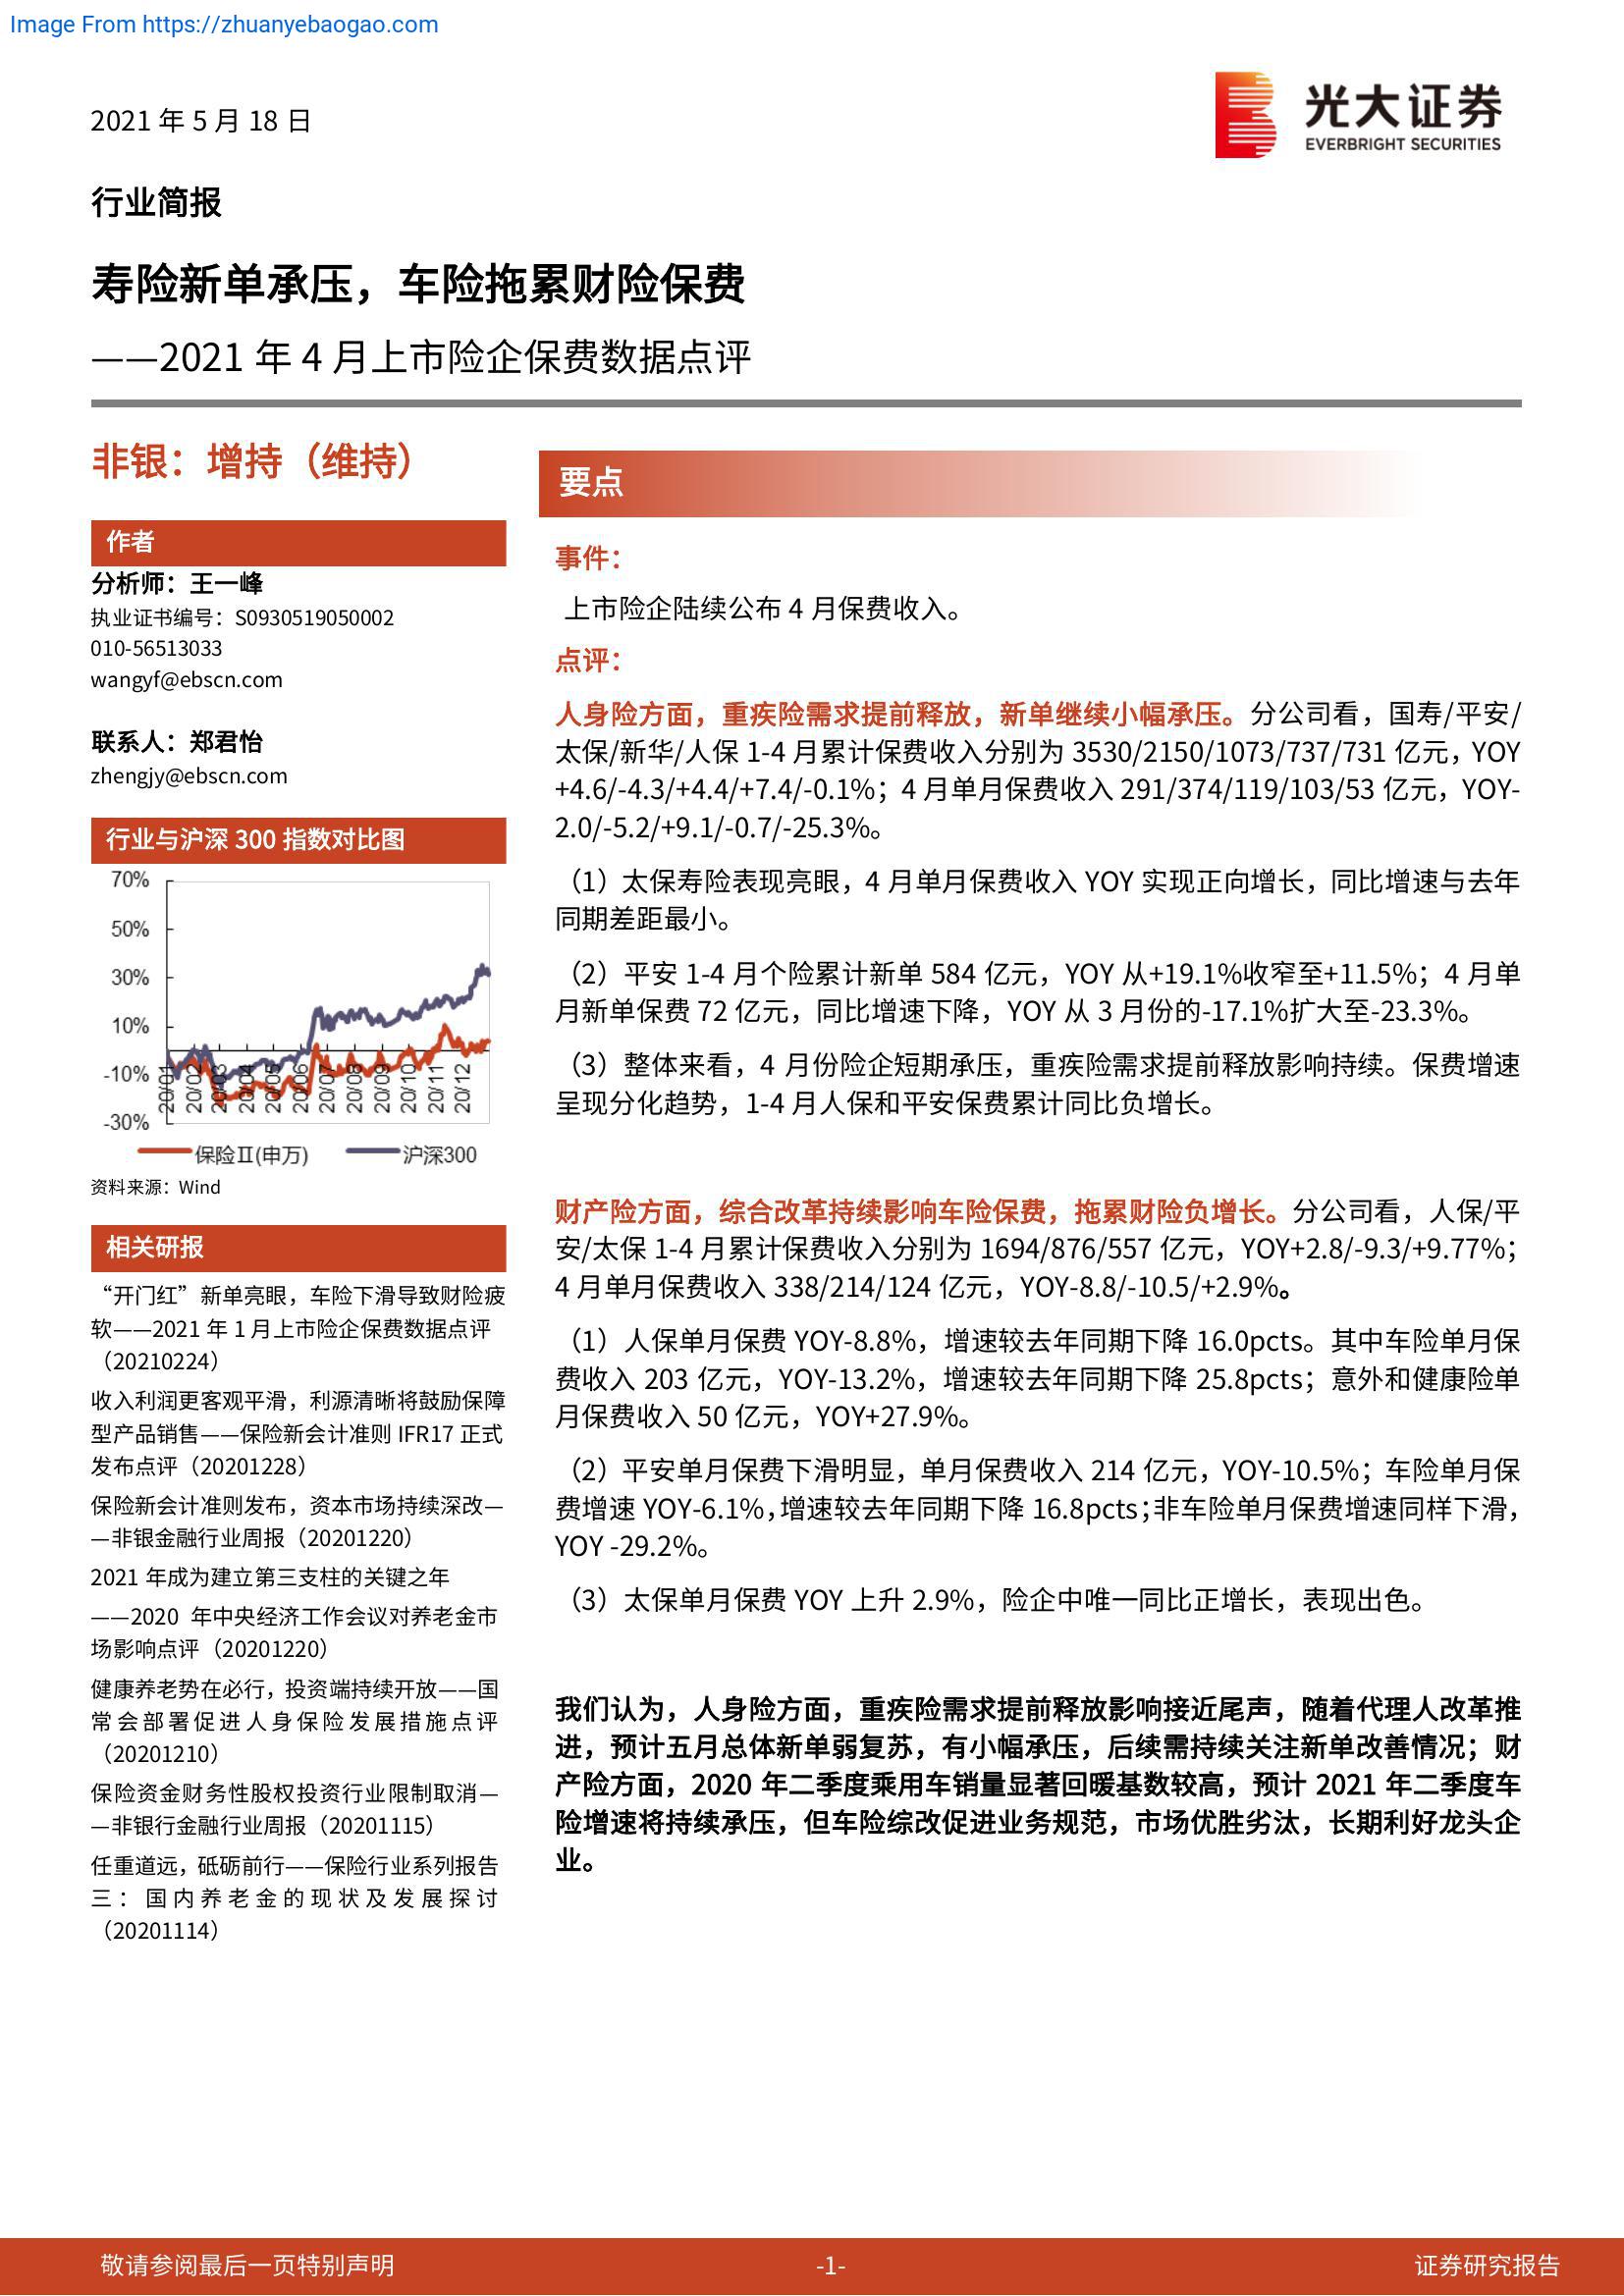 Image From https://zhuanyebaogao.com
2021 年 5 月 18 日
光大证券
EVERBRIGHT SECURITIES
行业简报
寿险新单承压，车险拖累财险保费
——2021 年 4 月上市险企保费数据点评
非银：增持（维持）
作者
分析师：王一峰
执业证书编号：S0930519050002
010-56513033
wangyf@ebscn.com
联系人：郑君怡
zhengjy@ebscn.com
行业与沪深 300 指数对比图
70%
50%
30%
10%
-10%
-30%
20/01
20/02
20/03
20/04
20/05
20/06
20/07
20/08
20/09
20/10
20/11
20/12
保险Ⅱ(申万)
沪深300
资料来源：Wind
相关研报
“开门红”新单亮眼，车险下滑导致财险疲
软——2021 年 1 月上市险企保费数据点评
（20210224）
收入利润更客观平滑，利源清晰将鼓励保障
型产品销售——保险新会计准则 IFR17 正式
发布点评（20201228）
保险新会计准则发布，资本市场持续深改—
—非银金融行业周报（20201220）
2021 年成为建立第三支柱的关键之年
——2020 年中央经济工作会议对养老金市
场影响点评（20201220）
健康养老势在必行，投资端持续开放——国
常会部署促进人身保险发展措施点评
（20201210）
保险资金财务性股权投资行业限制取消—
—非银行金融行业周报（20201115）
任重道远，砥砺前行——保险行业系列报告
三：国内养老金的现状及发展探讨
（20201114）
要点
事件：
上市险企陆续公布 4 月保费收入。
点评：
人身险方面，重疾险需求提前释放，新单继续小幅承压。分公司看，国寿/平安/
太保/新华/人保 1-4 月累计保费收入分别为 3530/2150/1073/737/731 亿元，YOY
+4.6/-4.3/+4.4/+7.4/-0.1%；4 月单月保费收入 291/374/119/103/53 亿元，YOY-
2.0/-5.2/+9.1/-0.7/-25.3%。
（1）太保寿险表现亮眼，4 月单月保费收入 YOY 实现正向增长，同比增速与去年
同期差距最小。
（2）平安 1-4 月个险累计新单 584 亿元，YOY 从+19.1%收窄至+11.5%；4 月单
月新单保费 72 亿元，同比增速下降，YOY 从 3 月份的-17.1%扩大至-23.3%。
（3）整体来看，4 月份险企短期承压，重疾险需求提前释放影响持续。保费增速
呈现分化趋势，1-4 月人保和平安保费累计同比负增长。
财产险方面，综合改革持续影响车险保费，拖累财险负增长。分公司看，人保/平
安/太保 1-4 月累计保费收入分别为 1694/876/557 亿元，YOY+2.8/-9.3/+9.77%；
4 月单月保费收入 338/214/124 亿元，YOY-8.8/-10.5/+2.9%。
（1）人保单月保费 YOY-8.8%，增速较去年同期下降 16.0pcts。其中车险单月保
费收入 203 亿元，YOY-13.2%，增速较去年同期下降 25.8pcts；意外和健康险单
月保费收入 50 亿元，YOY+27.9%。
（2）平安单月保费下滑明显，单月保费收入 214 亿元，YOY-10.5%；车险单月保
费增速 YOY-6.1%，增速较去年同期下降 16.8pcts；非车险单月保费增速同样下滑，
YOY -29.2%。
（3）太保单月保费 YOY 上升 2.9%，险企中唯一同比正增长，表现出色。
我们认为，人身险方面，重疾险需求提前释放影响接近尾声，随着代理人改革推
进，预计五月总体新单弱复苏，有小幅承压，后续需持续关注新单改善情况；财
产险方面，2020 年二季度乘用车销量显著回暖基数较高，预计 2021 年二季度车
险增速将持续承压，但车险综改促进业务规范，市场优胜劣汰，长期利好龙头企
业。
敬请参阅最后一页特别声明
-1-
证券研究报告